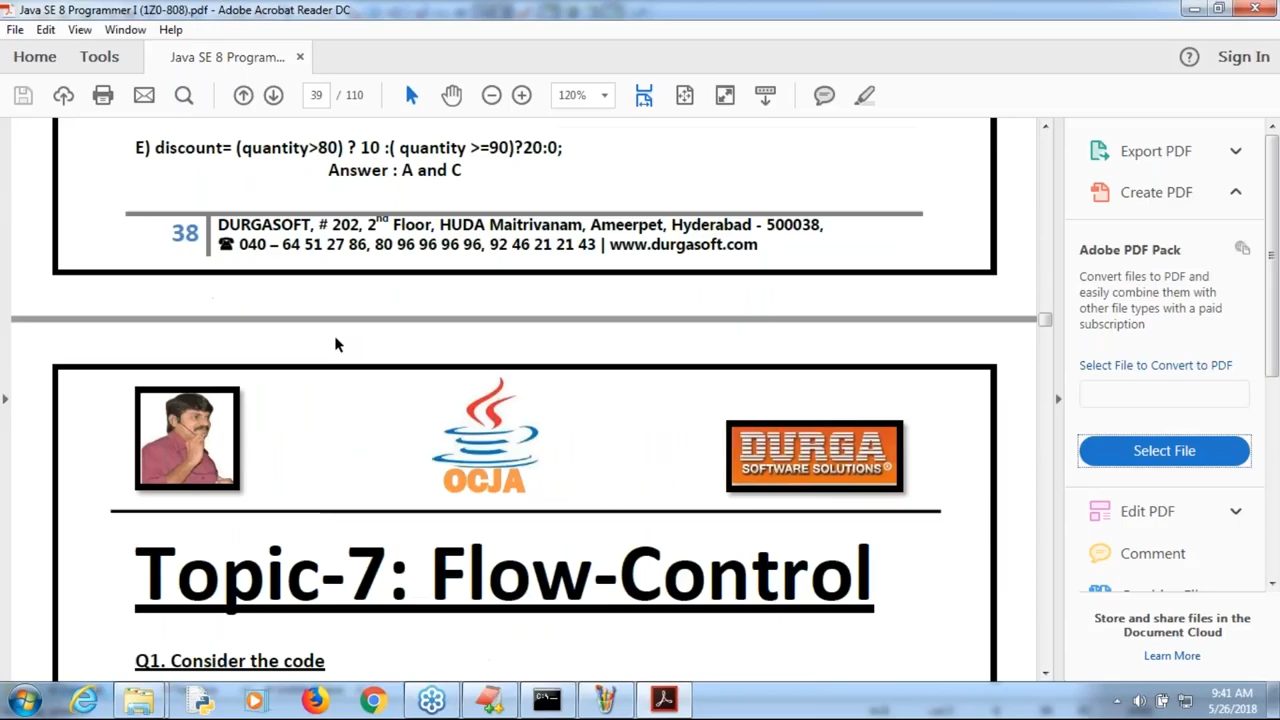 Java SE 8 Programmer I (1Z0-808).pdf - Adobe Acrobat Reader DC
File Edit View Window Help
Home Tools Java SE 8 Program... × Sign In
39 / 110 120%
E) discount= (quantity>80) ? 10 :( quantity >=90)?20:0;
Answer : A and C
38
DURGASOFT, # 202, 2nd Floor, HUDA Maitrivanam, Ameerpet, Hyderabad - 500038,
☎ 040 – 64 51 27 86, 80 96 96 96 96, 92 46 21 21 43 | www.durgasoft.com
OCJA
DURGA
SOFTWARE SOLUTIONS®
Topic-7: Flow-Control
Q1. Consider the code
Export PDF
Create PDF
Adobe PDF Pack
Convert files to PDF and
easily combine them with
other file types with a paid
subscription
Select File to Convert to PDF
Select File
Edit PDF
Comment
Store and share files in the
Document Cloud
Learn More
9:41 AM
5/26/2018